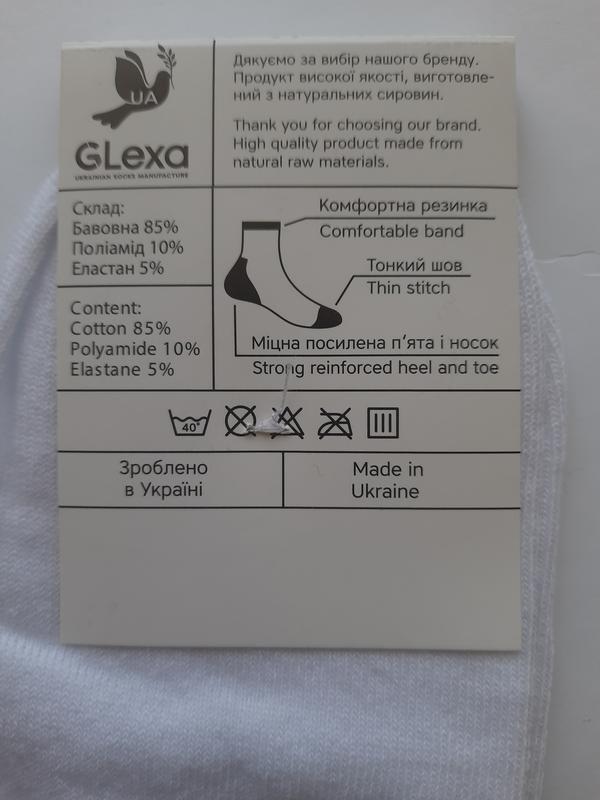 UA
GLexa
UKRAINIAN SOCKS MANUFACTURE
Дякуємо за вибір нашого бренду.
Продукт високої якості, виготовле-
ний з натуральних сировин.
Thank you for choosing our brand.
High quality product made from
natural raw materials.
Склад:
Бавовна 85%
Поліамід 10%
Еластан 5%
Content:
Cotton 85%
Polyamide 10%
Elastane 5%
Комфортна резинка
Comfortable band
Тонкий шов
Thin stitch
Міцна посилена п'ята і носок
Strong reinforced heel and toe
40°
Зроблено
в Україні
Made in
Ukraine